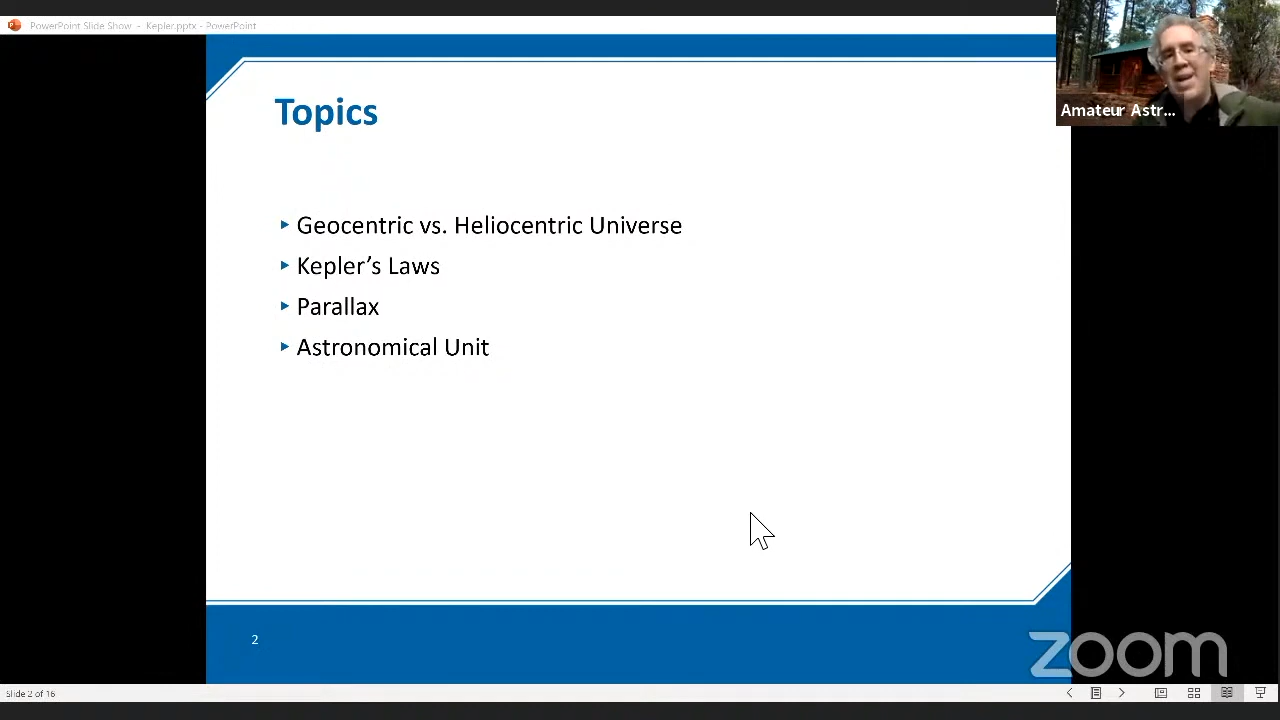 PowerPoint Slide Show - Kepler.pptx - PowerPoint
Amateur Astr...
Topics
Geocentric vs. Heliocentric Universe
Kepler's Laws
Parallax
Astronomical Unit
2
zoom
Slide 2 of 16